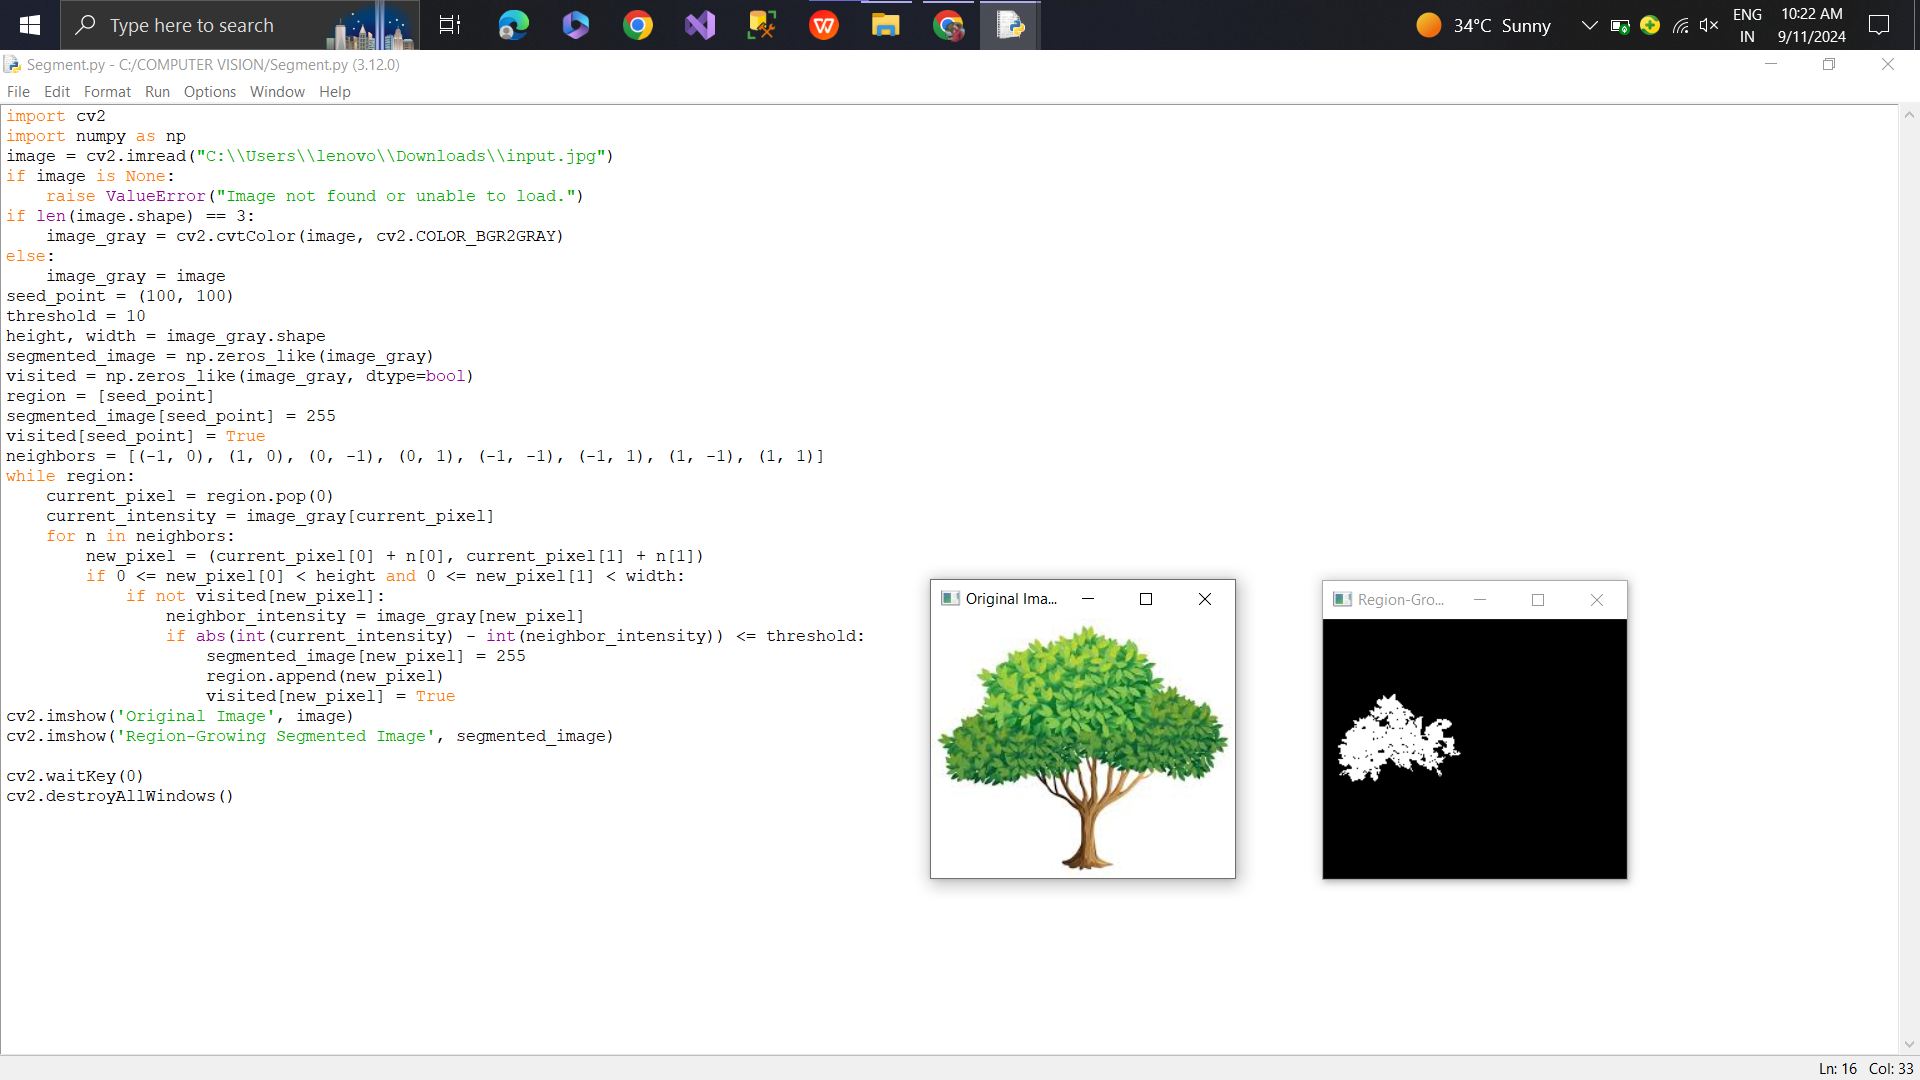 Type here to search
34°C Sunny
ENG
IN
10:22 AM
9/11/2024
Segment.py - C:/COMPUTER VISION/Segment.py (3.12.0)
File Edit Format Run Options Window Help
import cv2
import numpy as np
image = cv2.imread("C:\\Users\\lenovo\\Downloads\\input.jpg")
if image is None:
    raise ValueError("Image not found or unable to load.")
if len(image.shape) == 3:
    image_gray = cv2.cvtColor(image, cv2.COLOR_BGR2GRAY)
else:
    image_gray = image
seed_point = (100, 100)
threshold = 10
height, width = image_gray.shape
segmented_image = np.zeros_like(image_gray)
visited = np.zeros_like(image_gray, dtype=bool)
region = [seed_point]
segmented_image[seed_point] = 255
visited[seed_point] = True
neighbors = [(-1, 0), (1, 0), (0, -1), (0, 1), (-1, -1), (-1, 1), (1, -1), (1, 1)]
while region:
    current_pixel = region.pop(0)
    current_intensity = image_gray[current_pixel]
    for n in neighbors:
        new_pixel = (current_pixel[0] + n[0], current_pixel[1] + n[1])
        if 0 <= new_pixel[0] < height and 0 <= new_pixel[1] < width:
            if not visited[new_pixel]:
                neighbor_intensity = image_gray[new_pixel]
                if abs(int(current_intensity) - int(neighbor_intensity)) <= threshold:
                    segmented_image[new_pixel] = 255
                    region.append(new_pixel)
                    visited[new_pixel] = True
cv2.imshow('Original Image', image)
cv2.imshow('Region-Growing Segmented Image', segmented_image)
cv2.waitKey(0)
cv2.destroyAllWindows()
Original Ima...
Region-Gro...
Ln: 16 Col: 33